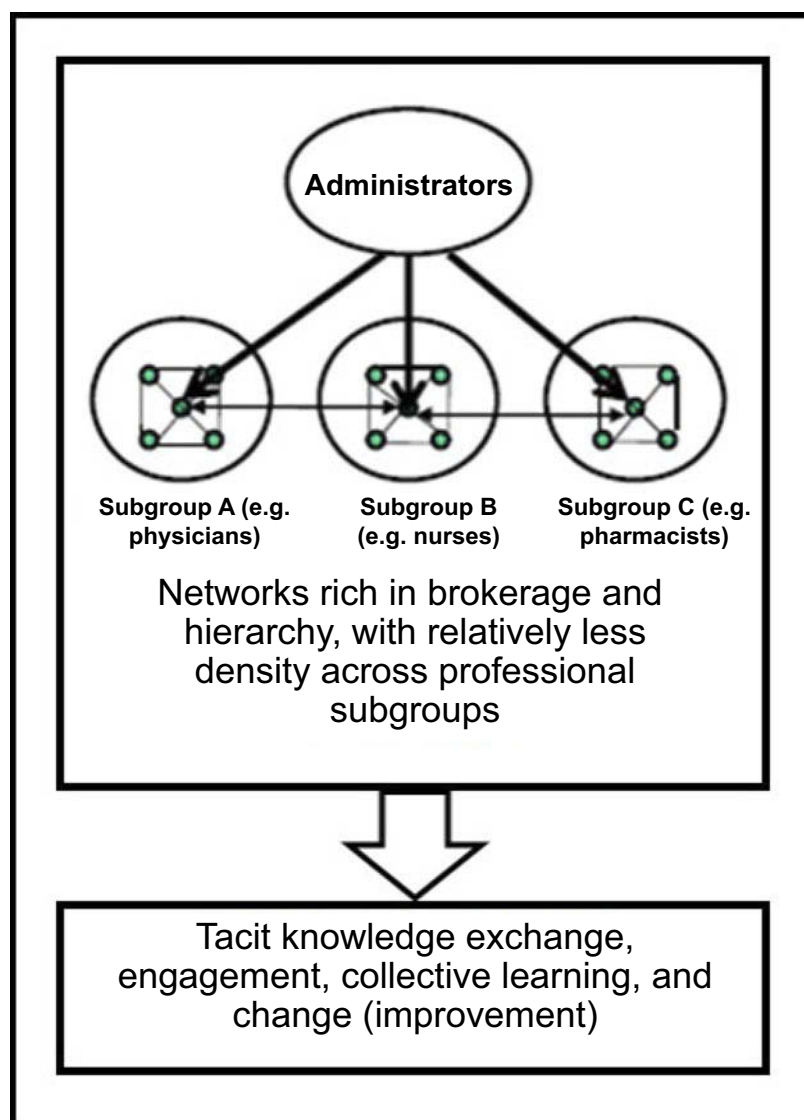 Administrators
Subgroup A (e.g.
physicians)
Subgroup B
(e.g. nurses)
Subgroup C (e.g.
pharmacists)
Networks rich in brokerage and
hierarchy, with relatively less
density across professional
subgroups
Tacit knowledge exchange,
engagement, collective learning, and
change (improvement)